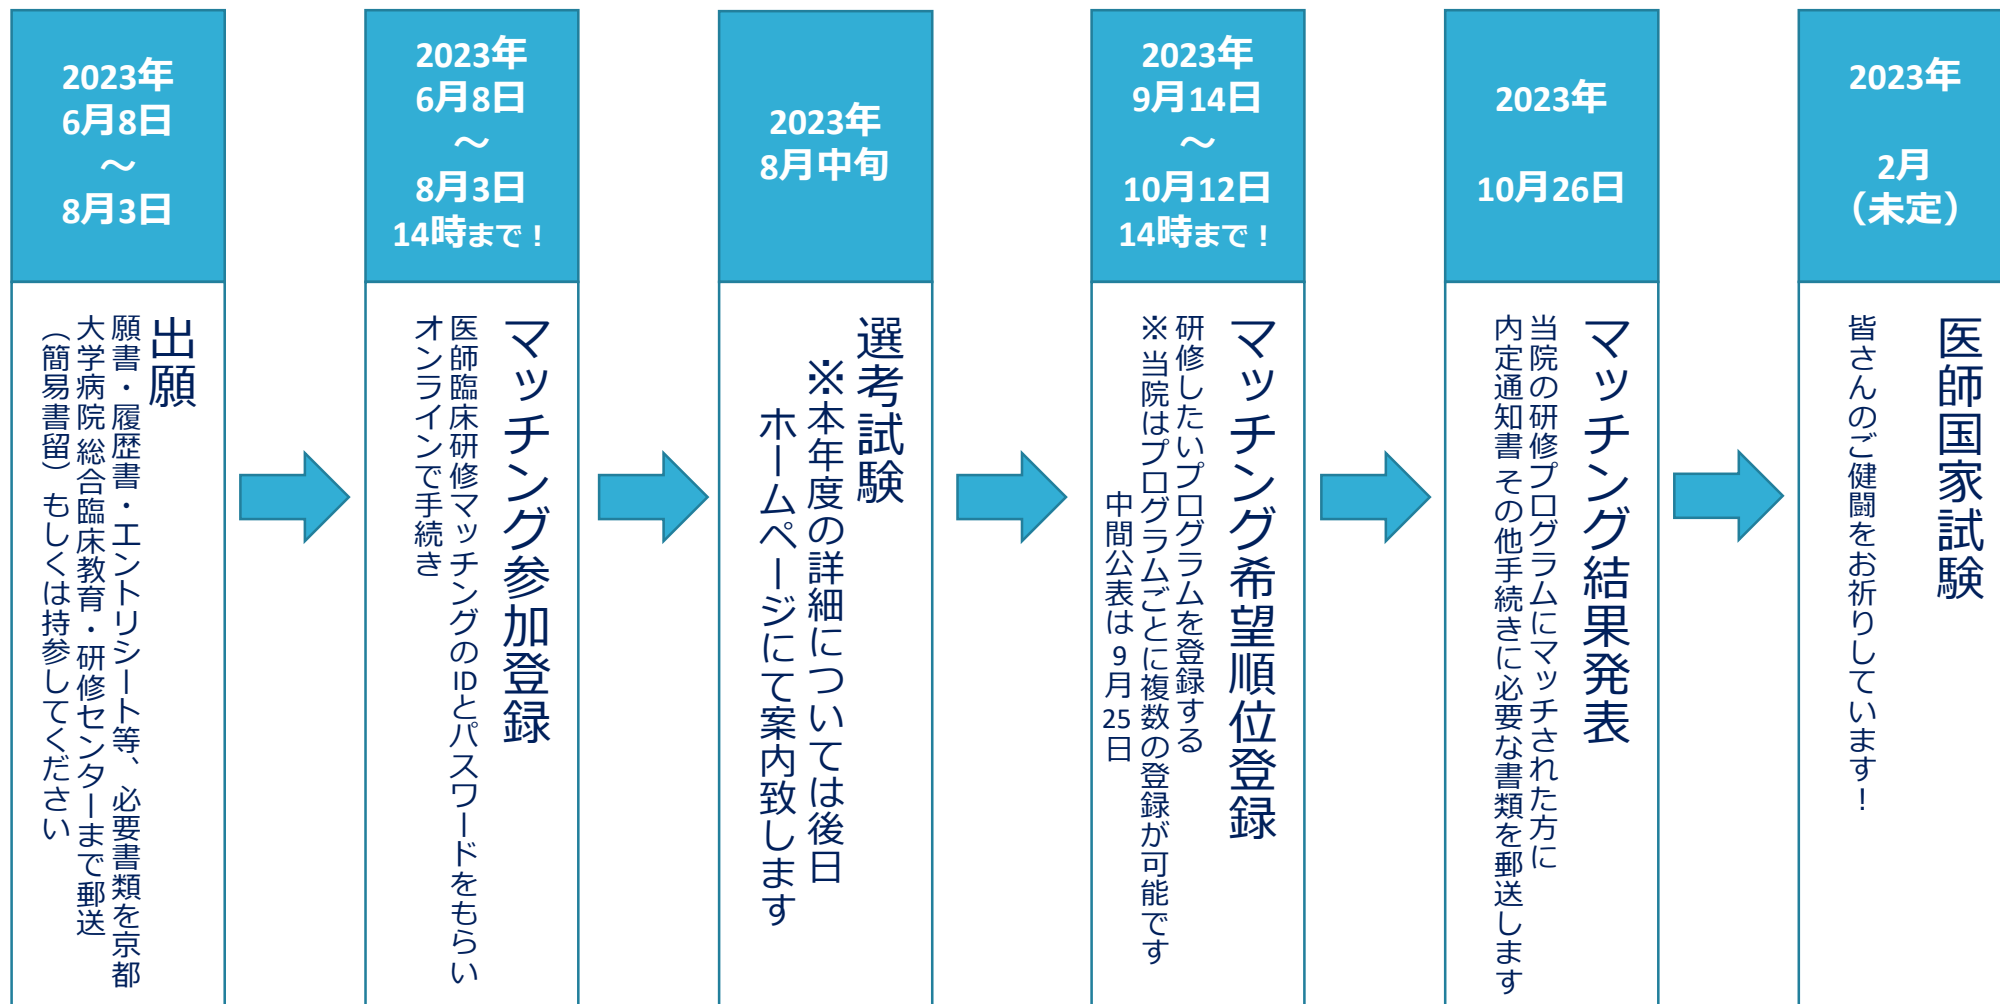 2023年
6月8日
～
8月3日
出願
願書・履歴書・エントリシート等、必要書類を京都
大学病院 総合臨床教育・研修センターまで郵送
（簡易書留）もしくは持参してください
2023年
6月8日
～
8月3日
14時まで！
マッチング参加登録
医師臨床研修マッチングのIDとパスワードをもらい
オンラインで手続き
2023年
8月中旬
選考試験
※本年度の詳細については後日
ホームページにて案内致します
2023年
9月14日
～
10月12日
14時まで！
マッチング希望順位登録
研修したいプログラムを登録する
※当院はプログラムごとに複数の登録が可能です
中間公表は9月25日
2023年
10月26日
マッチング結果発表
当院の研修プログラムにマッチされた方に
内定通知書 その他手続きに必要な書類を郵送します
2023年
2月
（未定）
医師国家試験
皆さんのご健闘をお祈りしています！